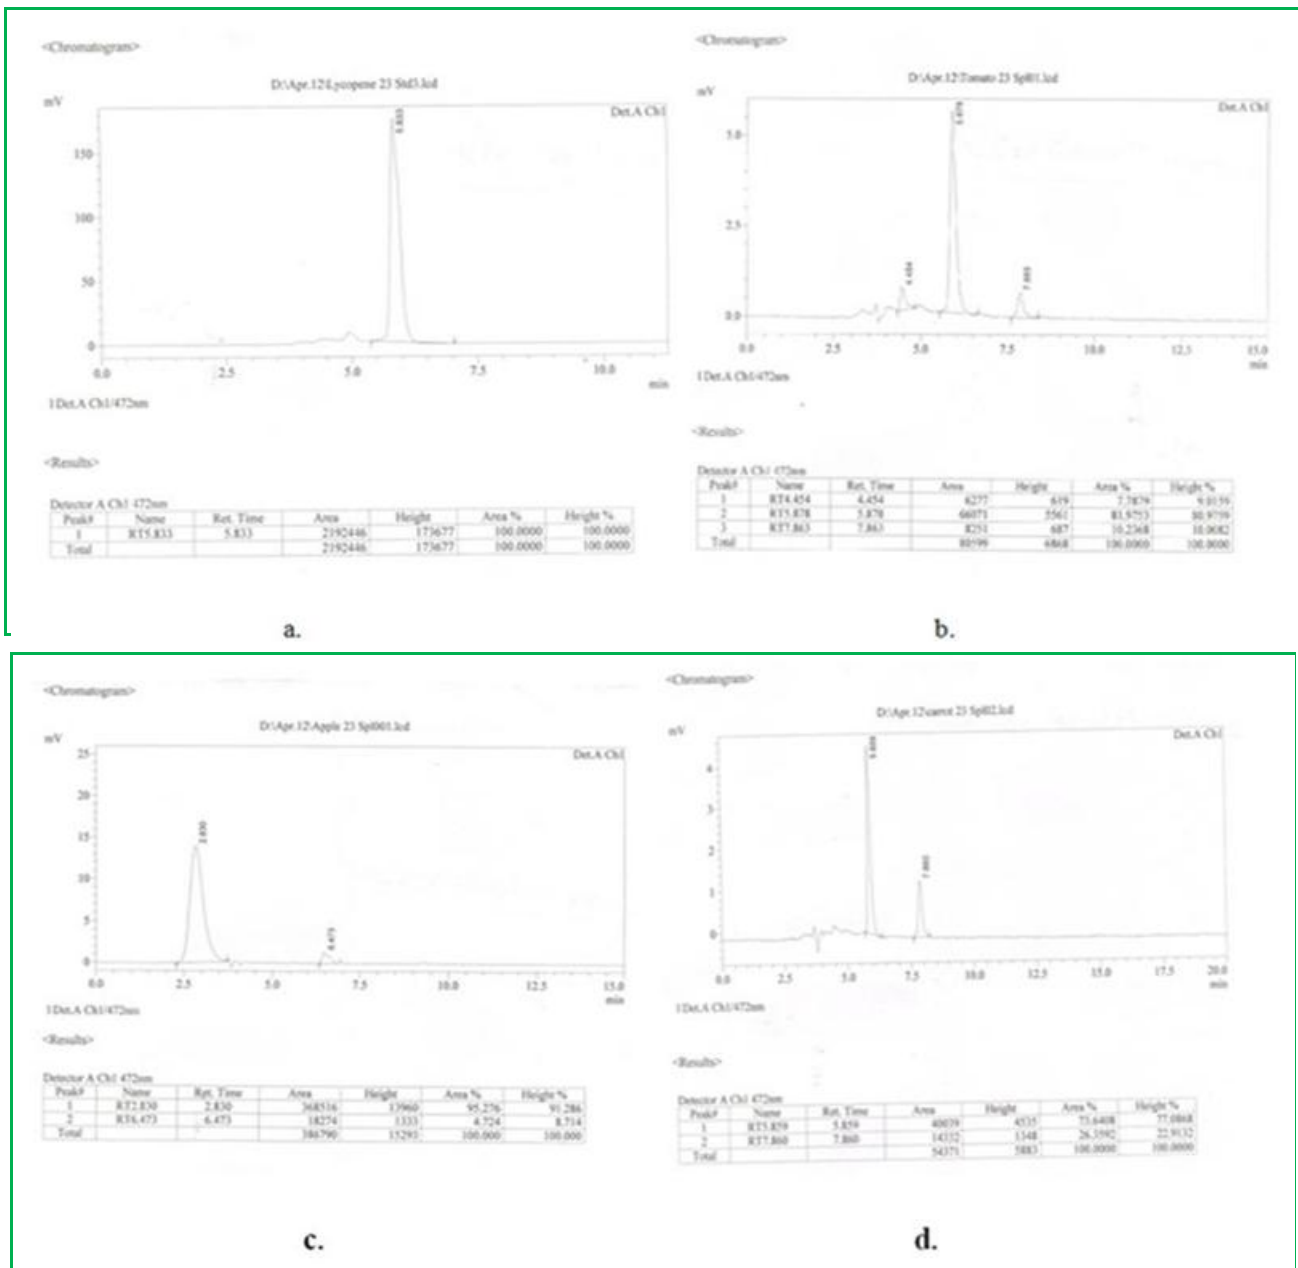 <Chromatogram>
D:\Apr.12\Lycopene 23 Std3.lcd
mV
Det.A Ch1
5.833
150
100
50
0
0.0 2.5 5.0 7.5 10.0
min
1 Det.A Ch1/472nm
<Results>
Detector A Ch1 472nm
Peak# Name Ret. Time Area Height Area % Height %
1 RT5.833 5.833 2192446 173677 100.0000 100.0000
Total 2192446 173677 100.0000 100.0000
a.
<Chromatogram>
D:\Apr.12\Tomato 23 Spl01.lcd
mV
Det.A Ch1
5.878
5.0
2.5
0.0
4.454
0.0 2.5 5.0 7.5 10.0 12.5 15.0
min
1 Det.A Ch1/472nm
<Results>
Detector A Ch1 472nm
Peak# Name Ret. Time Area Height Area % Height %
1 RT4.454 4.454 6277 619 7.7879 9.0159
2 RT5.878 5.878 66071 5561 81.9753 80.9759
3 RT7.863 7.863 8251 687 10.2368 10.0082
Total 80599 6868 100.0000 100.0000
b.
<Chromatogram>
D:\Apr.12\Apple 23 Spl001.lcd
mV
Det.A Ch1
25
20
15
10
5
0
2.830
6.473
0.0 2.5 5.0 7.5 10.0 12.5 15.0
min
1 Det.A Ch1/472nm
<Results>
Detector A Ch1 472nm
Peak# Name Ret. Time Area Height Area % Height %
1 RT2.830 2.830 368516 13960 95.276 91.286
2 RT6.473 6.473 18274 1333 4.724 8.714
Total 386790 15293 100.000 100.000
c.
<Chromatogram>
D:\Apr.12\carrot 23 Spl02.lcd
mV
Det.A Ch1
5.859
4
3
2
1
0
7.860
0.0 2.5 5.0 7.5 10.0 12.5 15.0 17.5 20.0
min
1 Det.A Ch1/472nm
<Results>
Detector A Ch1 472nm
Peak# Name Ret. Time Area Height Area % Height %
1 RT5.859 5.859 40039 4535 73.6408 77.0868
2 RT7.860 7.860 14332 1348 26.3592 22.9132
Total 54371 5883 100.0000 100.0000
d.